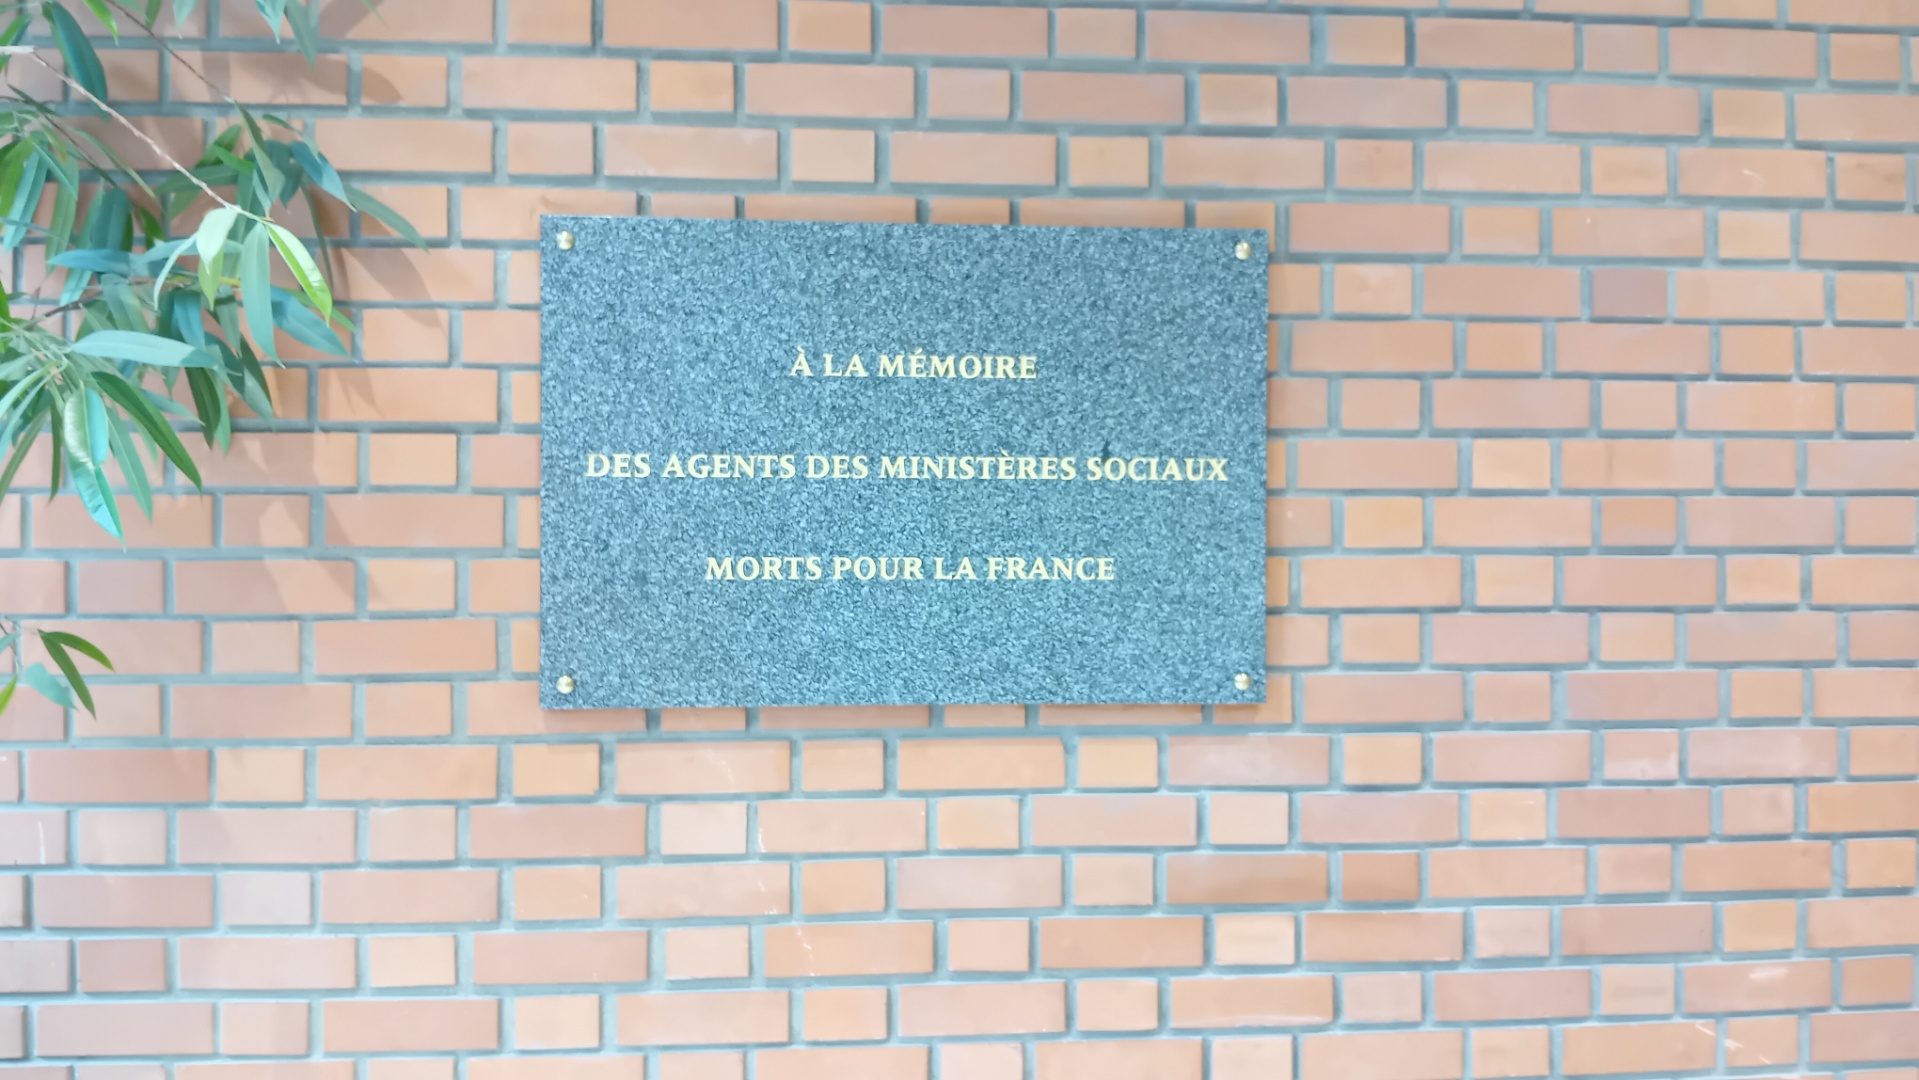 À LA MÉMOIRE
DES AGENTS DES MINISTÈRES SOCIAUX
MORTS POUR LA FRANCE